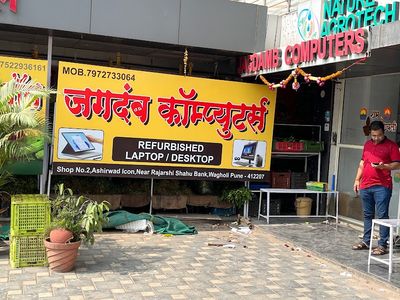 7522936161
MOB.7972733064
जगदंब कॉम्प्युटर्स
REFURBISHED
LAPTOP / DESKTOP
Shop No.2,Ashirwad Icon,Near Rajarshi Shahu Bank,Wagholi Pune - 412207
NATURE
AGROTECH
JAGDAMB COMPUTERS